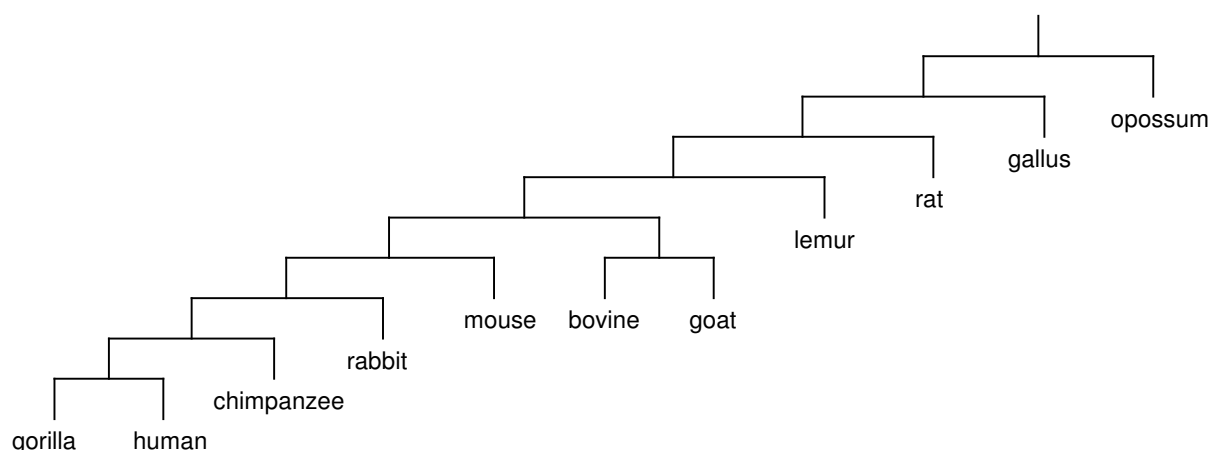 opossum
gallus
rat
lemur
mouse bovine goat
rabbit
chimpanzee
gorilla human